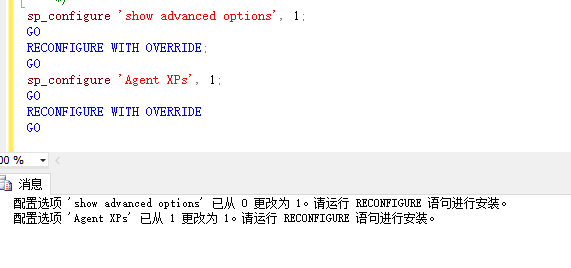 */
sp_configure 'show advanced options', 1;
GO
RECONFIGURE WITH OVERRIDE;
GO
sp_configure 'Agent XPs', 1;
GO
RECONFIGURE WITH OVERRIDE
GO
00 %
消息
配置选项 'show advanced options' 已从 0 更改为 1。请运行 RECONFIGURE 语句进行安装。
配置选项 'Agent XPs' 已从 1 更改为 1。请运行 RECONFIGURE 语句进行安装。